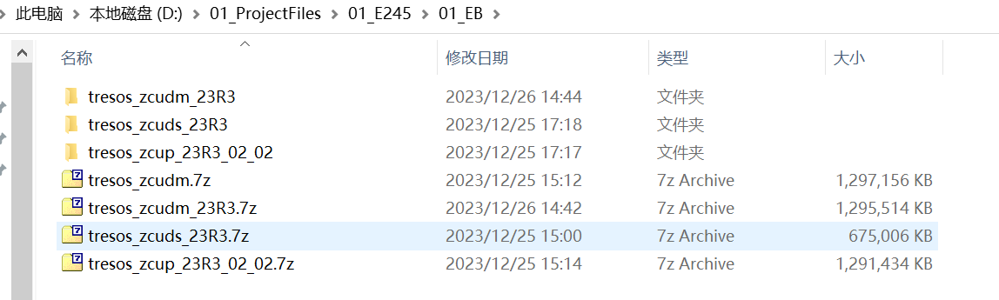 此电脑 > 本地磁盘 (D:) > 01_ProjectFiles > 01_E245 > 01_EB >
名称 修改日期 类型 大小
tresos_zcudm_23R3 2023/12/26 14:44 文件夹
tresos_zcuds_23R3 2023/12/25 17:18 文件夹
tresos_zcup_23R3_02_02 2023/12/25 17:17 文件夹
tresos_zcudm.7z 2023/12/25 15:12 7z Archive 1,297,156 KB
tresos_zcudm_23R3.7z 2023/12/26 14:42 7z Archive 1,295,514 KB
tresos_zcuds_23R3.7z 2023/12/25 15:00 7z Archive 675,006 KB
tresos_zcup_23R3_02_02.7z 2023/12/25 15:14 7z Archive 1,291,434 KB